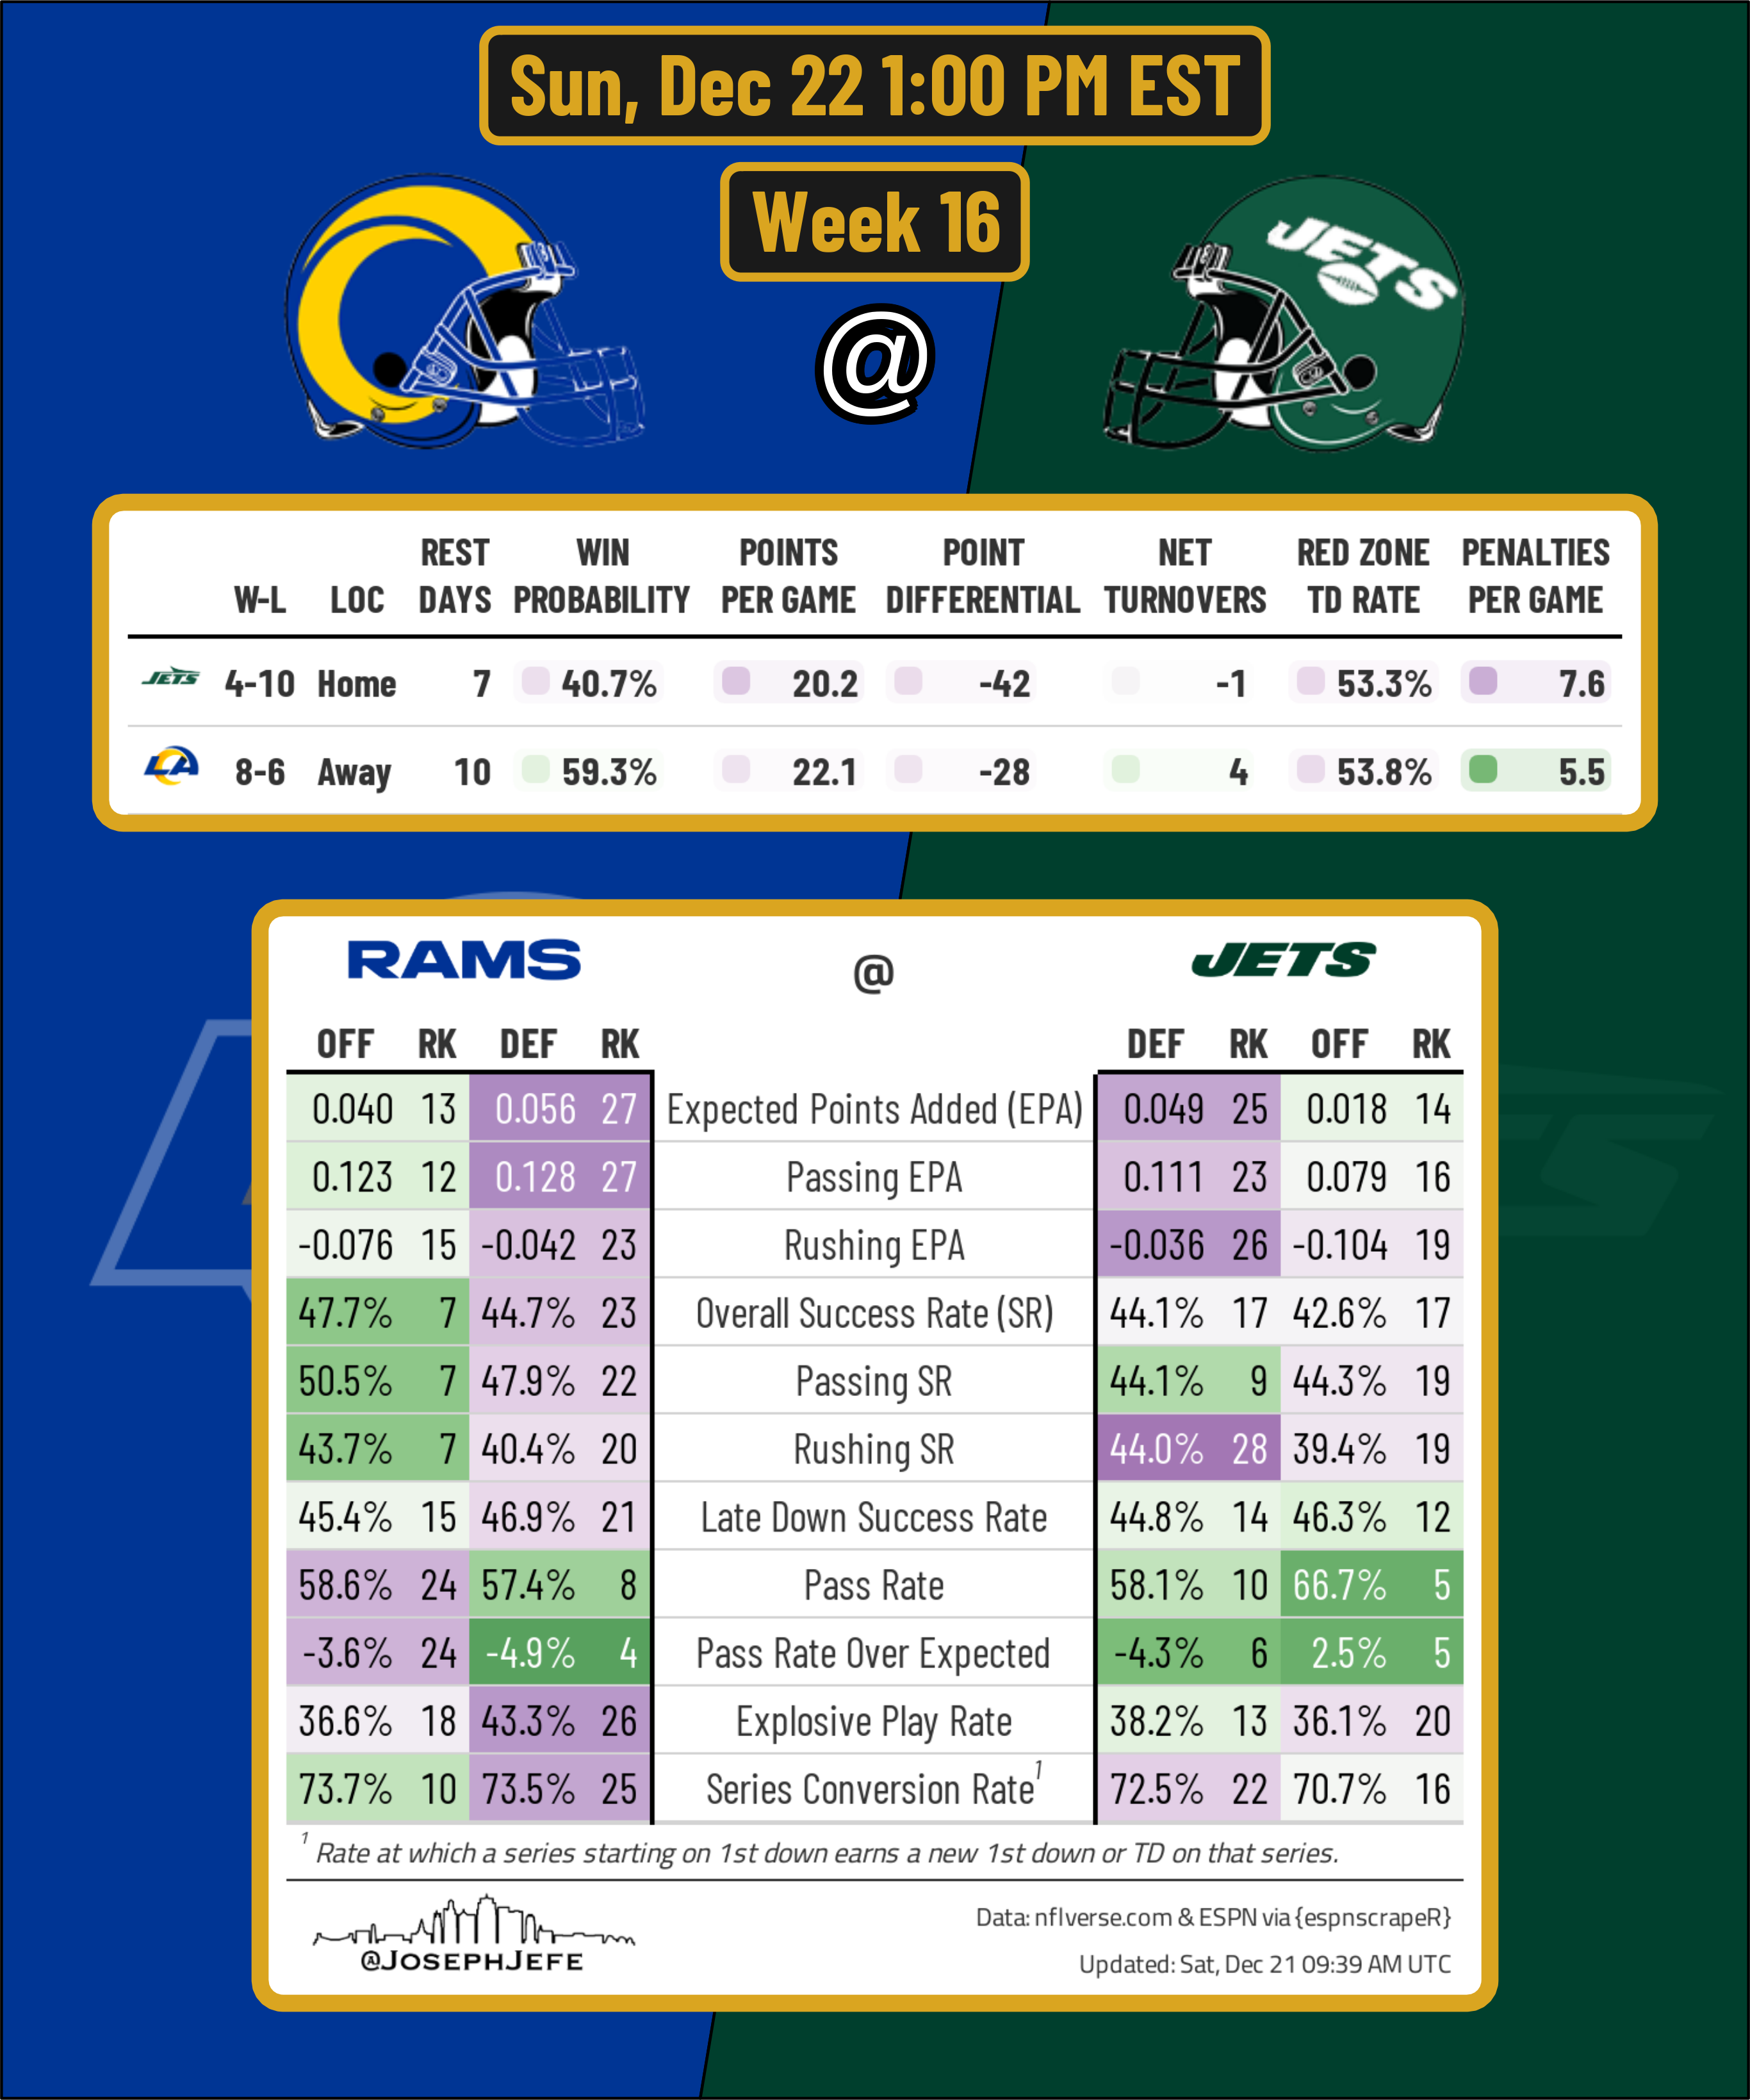 Sun, Dec 22 1:00 PM EST
Week 16
JETS
@
REST WIN POINTS POINT NET RED ZONE PENALTIES
W-L LOC DAYS PROBABILITY PER GAME DIFFERENTIAL TURNOVERS TD RATE PER GAME
JETS 4-10 Home 7 40.7% 20.2 -42 -1 53.3% 7.6
LA 8-6 Away 10 59.3% 22.1 -28 4 53.8% 5.5
RAMS @ JETS
OFF RK DEF RK DEF RK OFF RK
0.040 13 0.056 27 Expected Points Added (EPA) 0.049 25 0.018 14
0.123 12 0.128 27 Passing EPA 0.111 23 0.079 16
-0.076 15 -0.042 23 Rushing EPA -0.036 26 -0.104 19
47.7% 7 44.7% 23 Overall Success Rate (SR) 44.1% 17 42.6% 17
50.5% 7 47.9% 22 Passing SR 44.1% 9 44.3% 19
43.7% 7 40.4% 20 Rushing SR 44.0% 28 39.4% 19
45.4% 15 46.9% 21 Late Down Success Rate 44.8% 14 46.3% 12
58.6% 24 57.4% 8 Pass Rate 58.1% 10 66.7% 5
-3.6% 24 -4.9% 4 Pass Rate Over Expected -4.3% 6 2.5% 5
36.6% 18 43.3% 26 Explosive Play Rate 38.2% 13 36.1% 20
73.7% 10 73.5% 25 Series Conversion Rate¹ 72.5% 22 70.7% 16
¹ Rate at which a series starting on 1st down earns a new 1st down or TD on that series.
@JOSEPHJEFE
Data: nflverse.com & ESPN via {espnscrapeR}
Updated: Sat, Dec 21 09:39 AM UTC